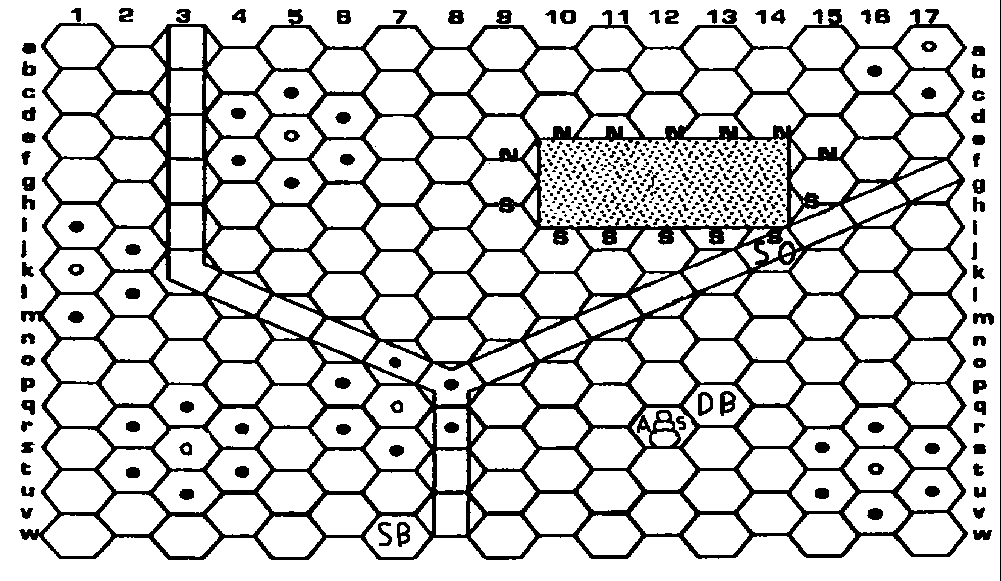 1 2 3 4 5 6 7 8 9 10 11 12 13 14 15 16 17
a a
b b
c c
d d
e e
N N N N N
f N N f
g g
h S S h
i S S S S S i
j SO j
k k
l l
m m
n n
o o
p p
q DB q
r A S r
s s
t t
u u
v v
w SB w